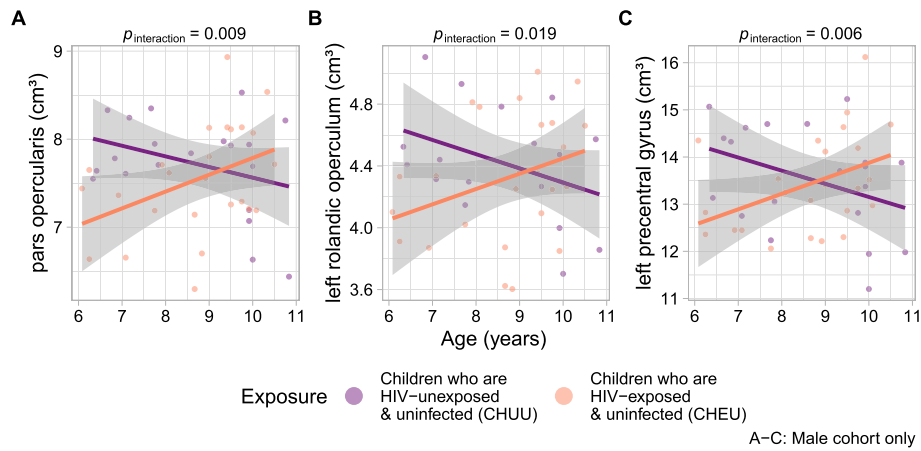 A
B
C
p interaction = 0.009
p interaction = 0.019
p interaction = 0.006
pars opercularis (cm³)
9
8
7
6
7
8
9
10
11
left rolandic operculum (cm³)
4.8
4.4
4.0
3.6
6
7
8
9
10
11
left precentral gyrus (cm³)
16
15
14
13
12
11
6
7
8
9
10
11
Age (years)
Exposure
Children who are
HIV−unexposed
& uninfected (CHUU)
Children who are
HIV−exposed
& uninfected (CHEU)
A−C: Male cohort only